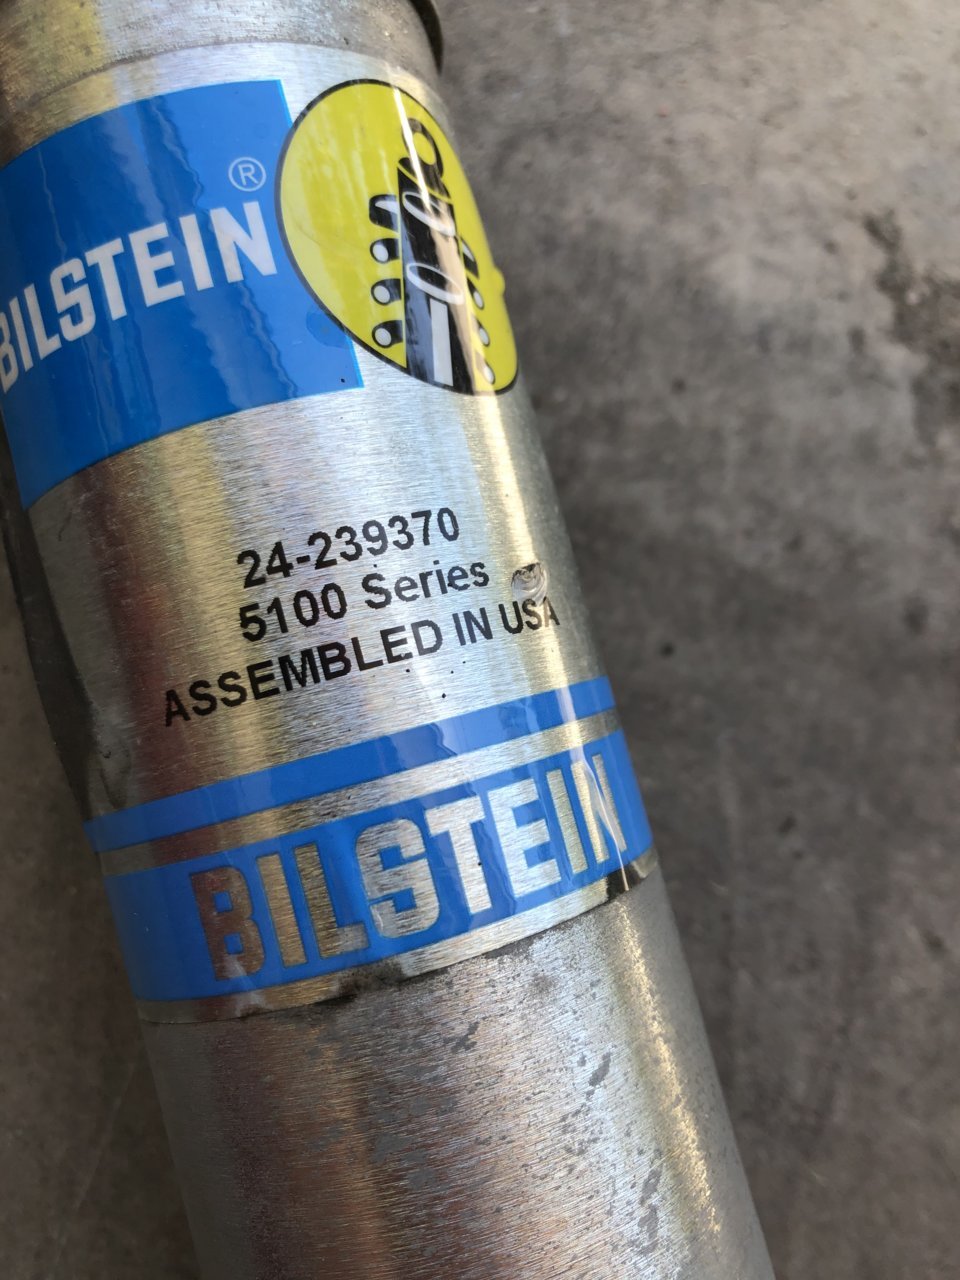 BILSTEIN®
24-239370
5100 Series
ASSEMBLED IN USA
BILSTEIN